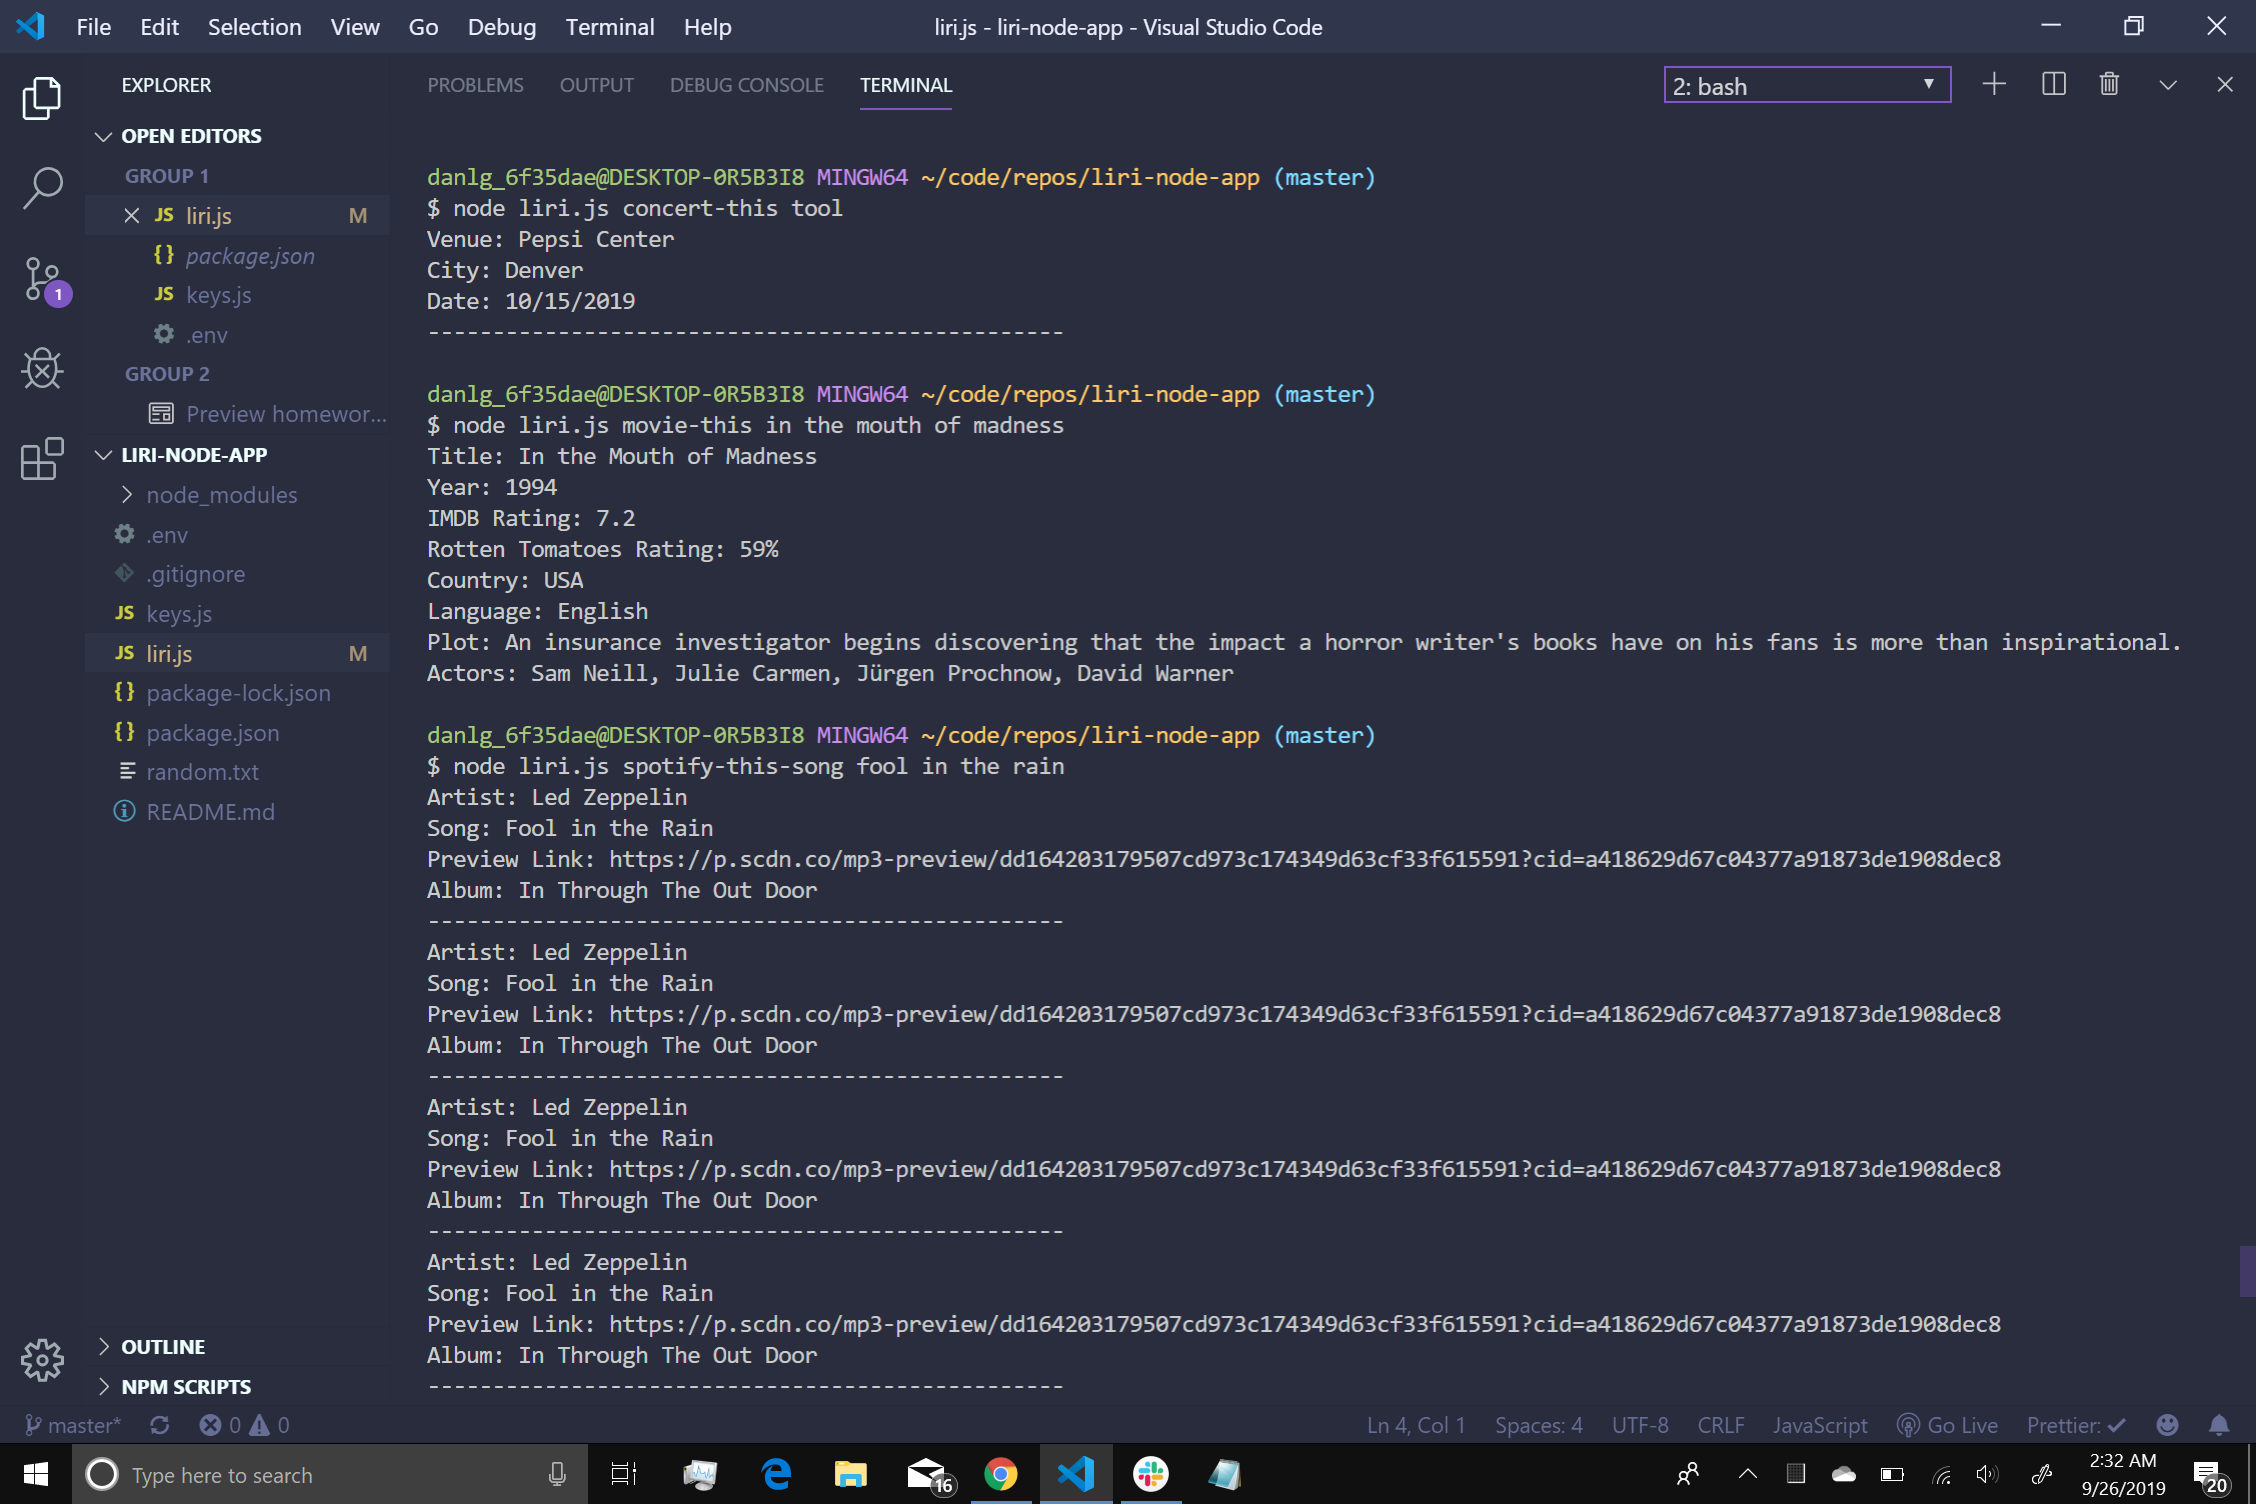 File Edit Selection View Go Debug Terminal Help liri.js - liri-node-app - Visual Studio Code
EXPLORER
OPEN EDITORS
GROUP 1
JS liri.js M
{} package.json
JS keys.js
.env
GROUP 2
Preview homewor...
LIRI-NODE-APP
node_modules
.env
.gitignore
JS keys.js
JS liri.js M
{} package-lock.json
{} package.json
random.txt
README.md
OUTLINE
NPM SCRIPTS
1
PROBLEMS OUTPUT DEBUG CONSOLE TERMINAL 2: bash
danlg_6f35dae@DESKTOP-0R5B3I8 MINGW64 ~/code/repos/liri-node-app (master)
$ node liri.js concert-this tool
Venue: Pepsi Center
City: Denver
Date: 10/15/2019
-------------------------------------------------
danlg_6f35dae@DESKTOP-0R5B3I8 MINGW64 ~/code/repos/liri-node-app (master)
$ node liri.js movie-this in the mouth of madness
Title: In the Mouth of Madness
Year: 1994
IMDB Rating: 7.2
Rotten Tomatoes Rating: 59%
Country: USA
Language: English
Plot: An insurance investigator begins discovering that the impact a horror writer's books have on his fans is more than inspirational.
Actors: Sam Neill, Julie Carmen, Jürgen Prochnow, David Warner
danlg_6f35dae@DESKTOP-0R5B3I8 MINGW64 ~/code/repos/liri-node-app (master)
$ node liri.js spotify-this-song fool in the rain
Artist: Led Zeppelin
Song: Fool in the Rain
Preview Link: https://p.scdn.co/mp3-preview/dd164203179507cd973c174349d63cf33f615591?cid=a418629d67c04377a91873de1908dec8
Album: In Through The Out Door
-------------------------------------------------
Artist: Led Zeppelin
Song: Fool in the Rain
Preview Link: https://p.scdn.co/mp3-preview/dd164203179507cd973c174349d63cf33f615591?cid=a418629d67c04377a91873de1908dec8
Album: In Through The Out Door
-------------------------------------------------
Artist: Led Zeppelin
Song: Fool in the Rain
Preview Link: https://p.scdn.co/mp3-preview/dd164203179507cd973c174349d63cf33f615591?cid=a418629d67c04377a91873de1908dec8
Album: In Through The Out Door
-------------------------------------------------
Artist: Led Zeppelin
Song: Fool in the Rain
Preview Link: https://p.scdn.co/mp3-preview/dd164203179507cd973c174349d63cf33f615591?cid=a418629d67c04377a91873de1908dec8
Album: In Through The Out Door
-------------------------------------------------
master* 0 0 Ln 4, Col 1 Spaces: 4 UTF-8 CRLF JavaScript Go Live Prettier: ✓
Type here to search 16 2:32 AM
9/26/2019 20